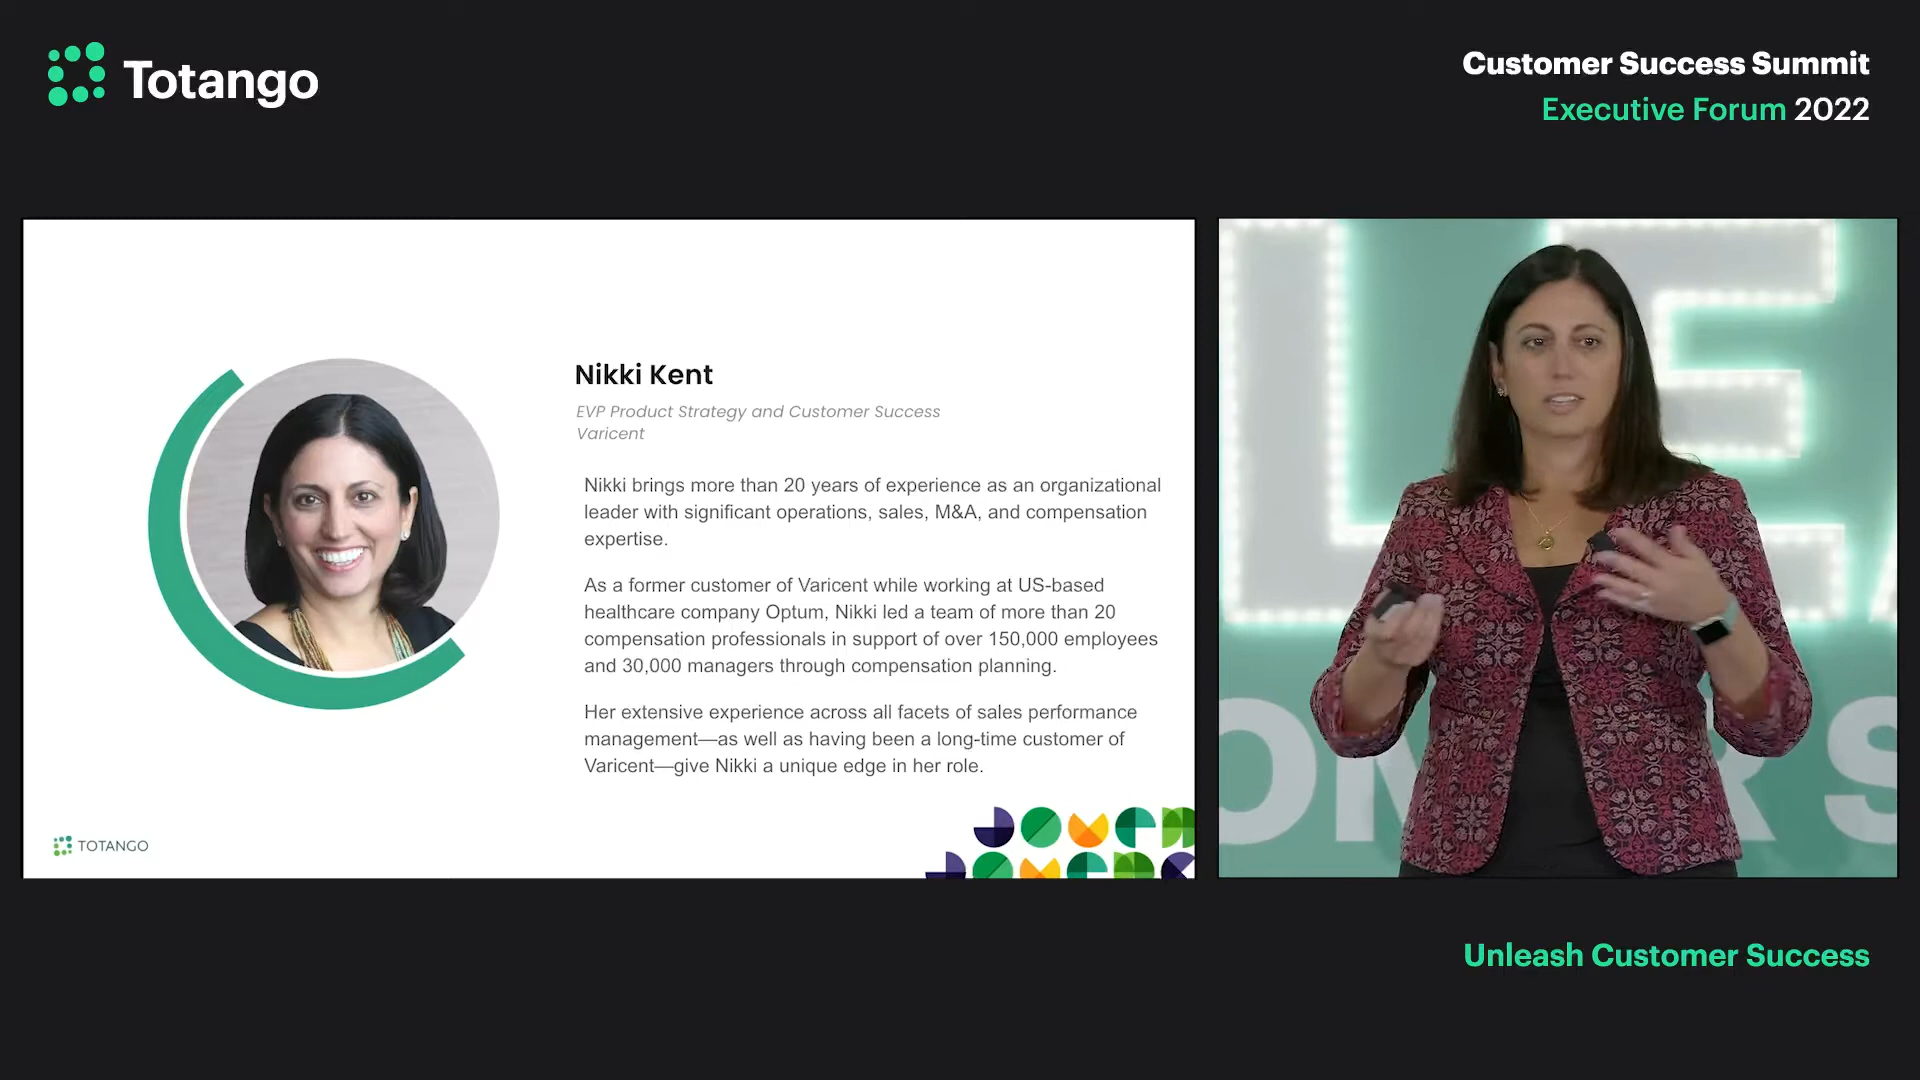 Totango
Customer Success Summit
Executive Forum 2022
Nikki Kent
EVP Product Strategy and Customer Success
Varicent
Nikki brings more than 20 years of experience as an organizational
leader with significant operations, sales, M&A, and compensation
expertise.
As a former customer of Varicent while working at US-based
healthcare company Optum, Nikki led a team of more than 20
compensation professionals in support of over 150,000 employees
and 30,000 managers through compensation planning.
Her extensive experience across all facets of sales performance
management—as well as having been a long-time customer of
Varicent—give Nikki a unique edge in her role.
TOTANGO
Unleash Customer Success